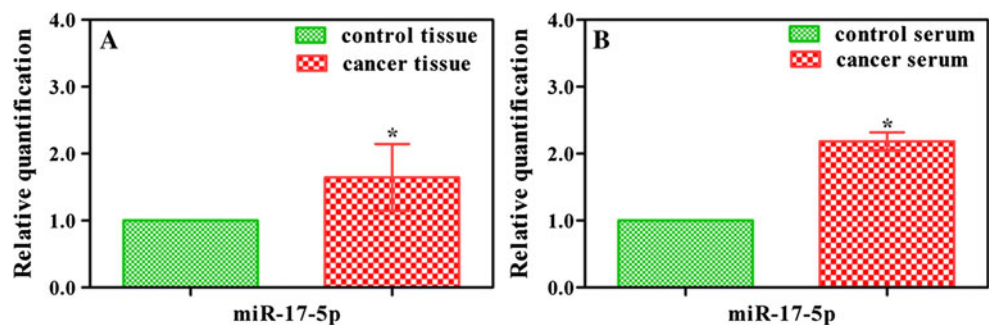 A
control tissue
cancer tissue
Relative quantification
4.0
3.0
2.0
1.0
0.0
*
miR-17-5p
B
control serum
cancer serum
Relative quantification
4.0
3.0
2.0
1.0
0.0
*
miR-17-5p